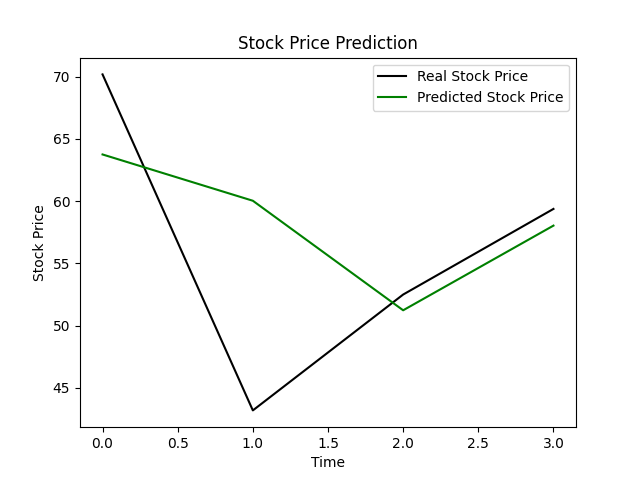 Stock Price Prediction
Real Stock Price
Predicted Stock Price
Stock Price
70
65
60
55
50
45
0.0 0.5 1.0 1.5 2.0 2.5 3.0
Time